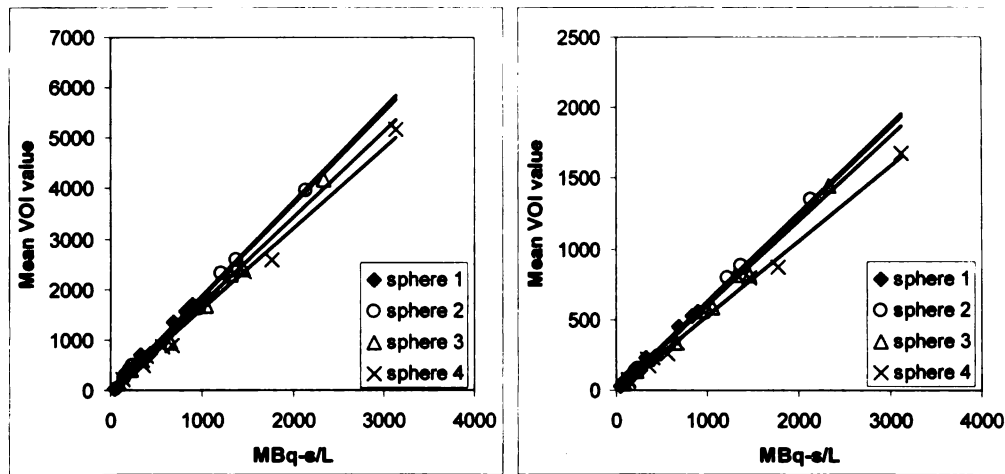 7000
6000
5000
4000
3000
2000
1000
0
Mean VOI value
0 1000 2000 3000 4000
MBq-s/L
sphere 1
sphere 2
sphere 3
sphere 4
2500
2000
1500
1000
500
0
Mean VOI value
0 1000 2000 3000 4000
MBq-s/L
sphere 1
sphere 2
sphere 3
sphere 4